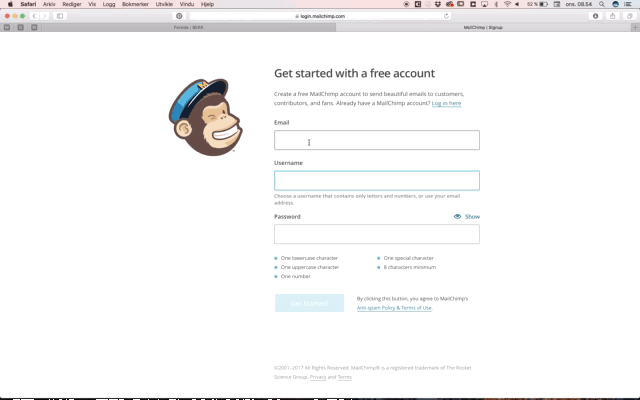 Safari Arkiv Rediger Vis Logg Bokmerker Utvikle Vindu Hjelp
52 % ons. 08.54
login.mailchimp.com
MailChimp | Signup
Get started with a free account
Create a free MailChimp account to send beautiful emails to customers,
contributors, and fans. Already have a MailChimp account? Log in here
Email
Username
Choose a username that contains only letters and numbers, or use your email
address.
Password Show
One lowercase character One special character
One uppercase character 8 characters minimum
One number
Get Started!
By clicking this button, you agree to MailChimp's
Anti-spam Policy & Terms of Use.
©2001–2017 All Rights Reserved. MailChimp® is a registered trademark of The Rocket
Science Group. Privacy and Terms